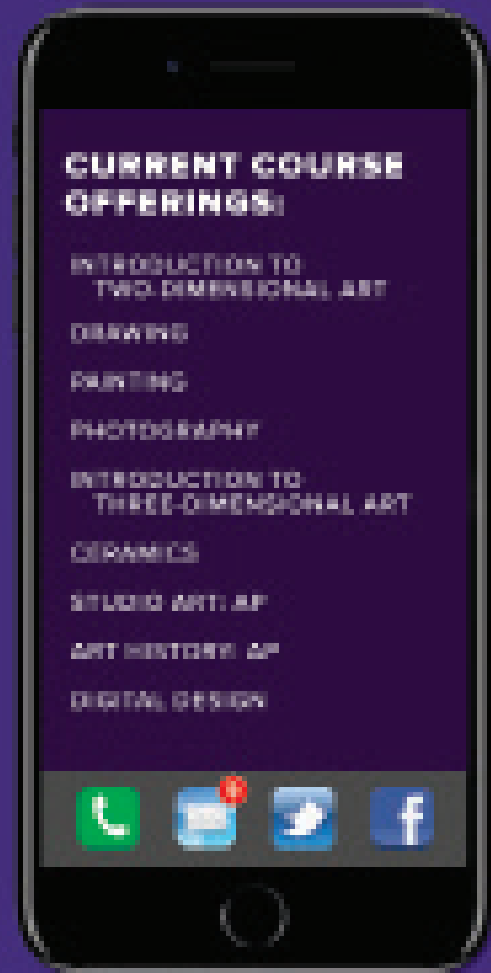 CURRENT COURSE
OFFERINGS:
INTRODUCTION TO
TWO-DIMENSIONAL ART
DRAWING
PAINTING
PHOTOGRAPHY
INTRODUCTION TO
THREE-DIMENSIONAL ART
CERAMICS
STUDIO ART: AP
ART HISTORY: AP
DIGITAL DESIGN
f